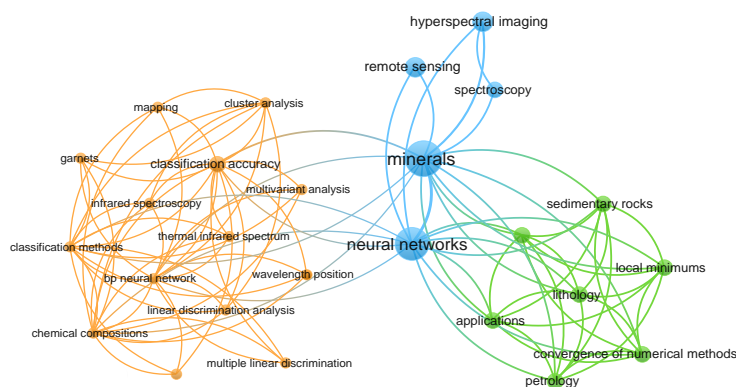 hyperspectral imaging
remote sensing
spectroscopy
mapping
cluster analysis
garnets
classification accuracy
minerals
multivariant analysis
infrared spectroscopy
sedimentary rocks
classification methods
thermal infrared spectrum
neural networks
bp neural network
wavelength position
local minimums
lithology
linear discrimination analysis
chemical compositions
applications
convergence of numerical methods
multiple linear discrimination
petrology